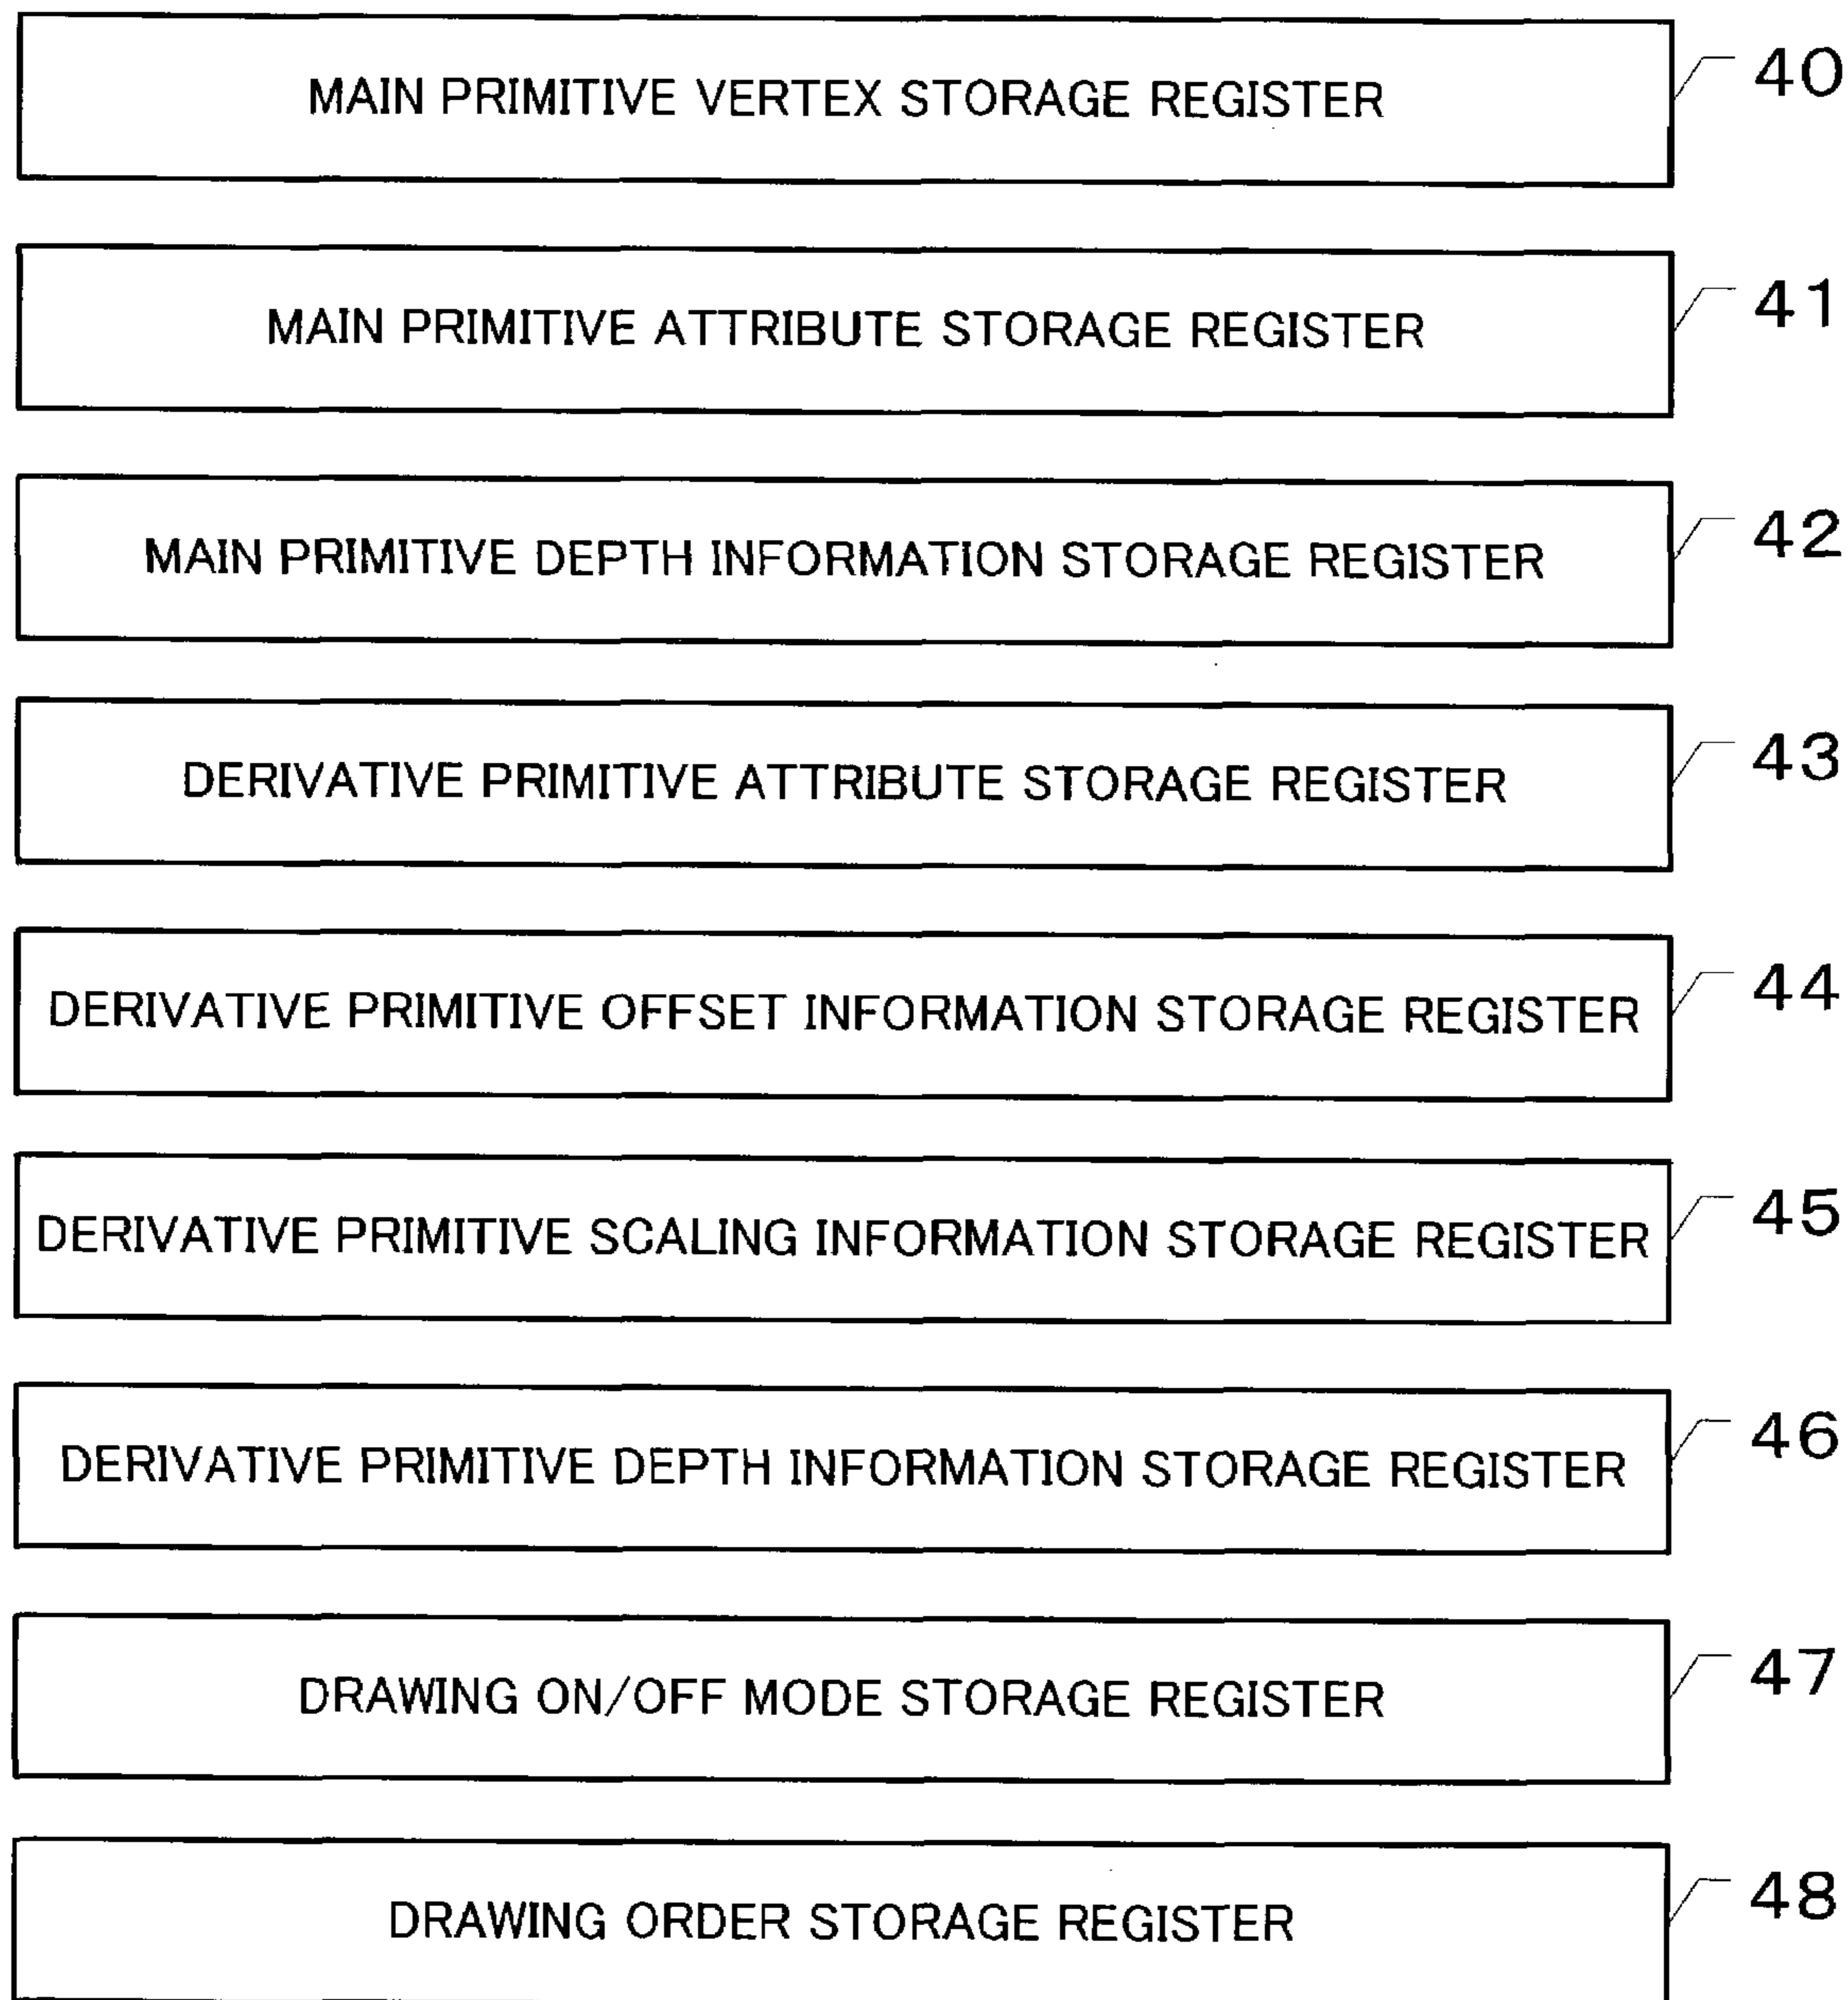 MAIN PRIMITIVE VERTEX STORAGE REGISTER 40
MAIN PRIMITIVE ATTRIBUTE STORAGE REGISTER 41
MAIN PRIMITIVE DEPTH INFORMATION STORAGE REGISTER 42
DERIVATIVE PRIMITIVE ATTRIBUTE STORAGE REGISTER 43
DERIVATIVE PRIMITIVE OFFSET INFORMATION STORAGE REGISTER 44
DERIVATIVE PRIMITIVE SCALING INFORMATION STORAGE REGISTER 45
DERIVATIVE PRIMITIVE DEPTH INFORMATION STORAGE REGISTER 46
DRAWING ON/OFF MODE STORAGE REGISTER 47
DRAWING ORDER STORAGE REGISTER 48